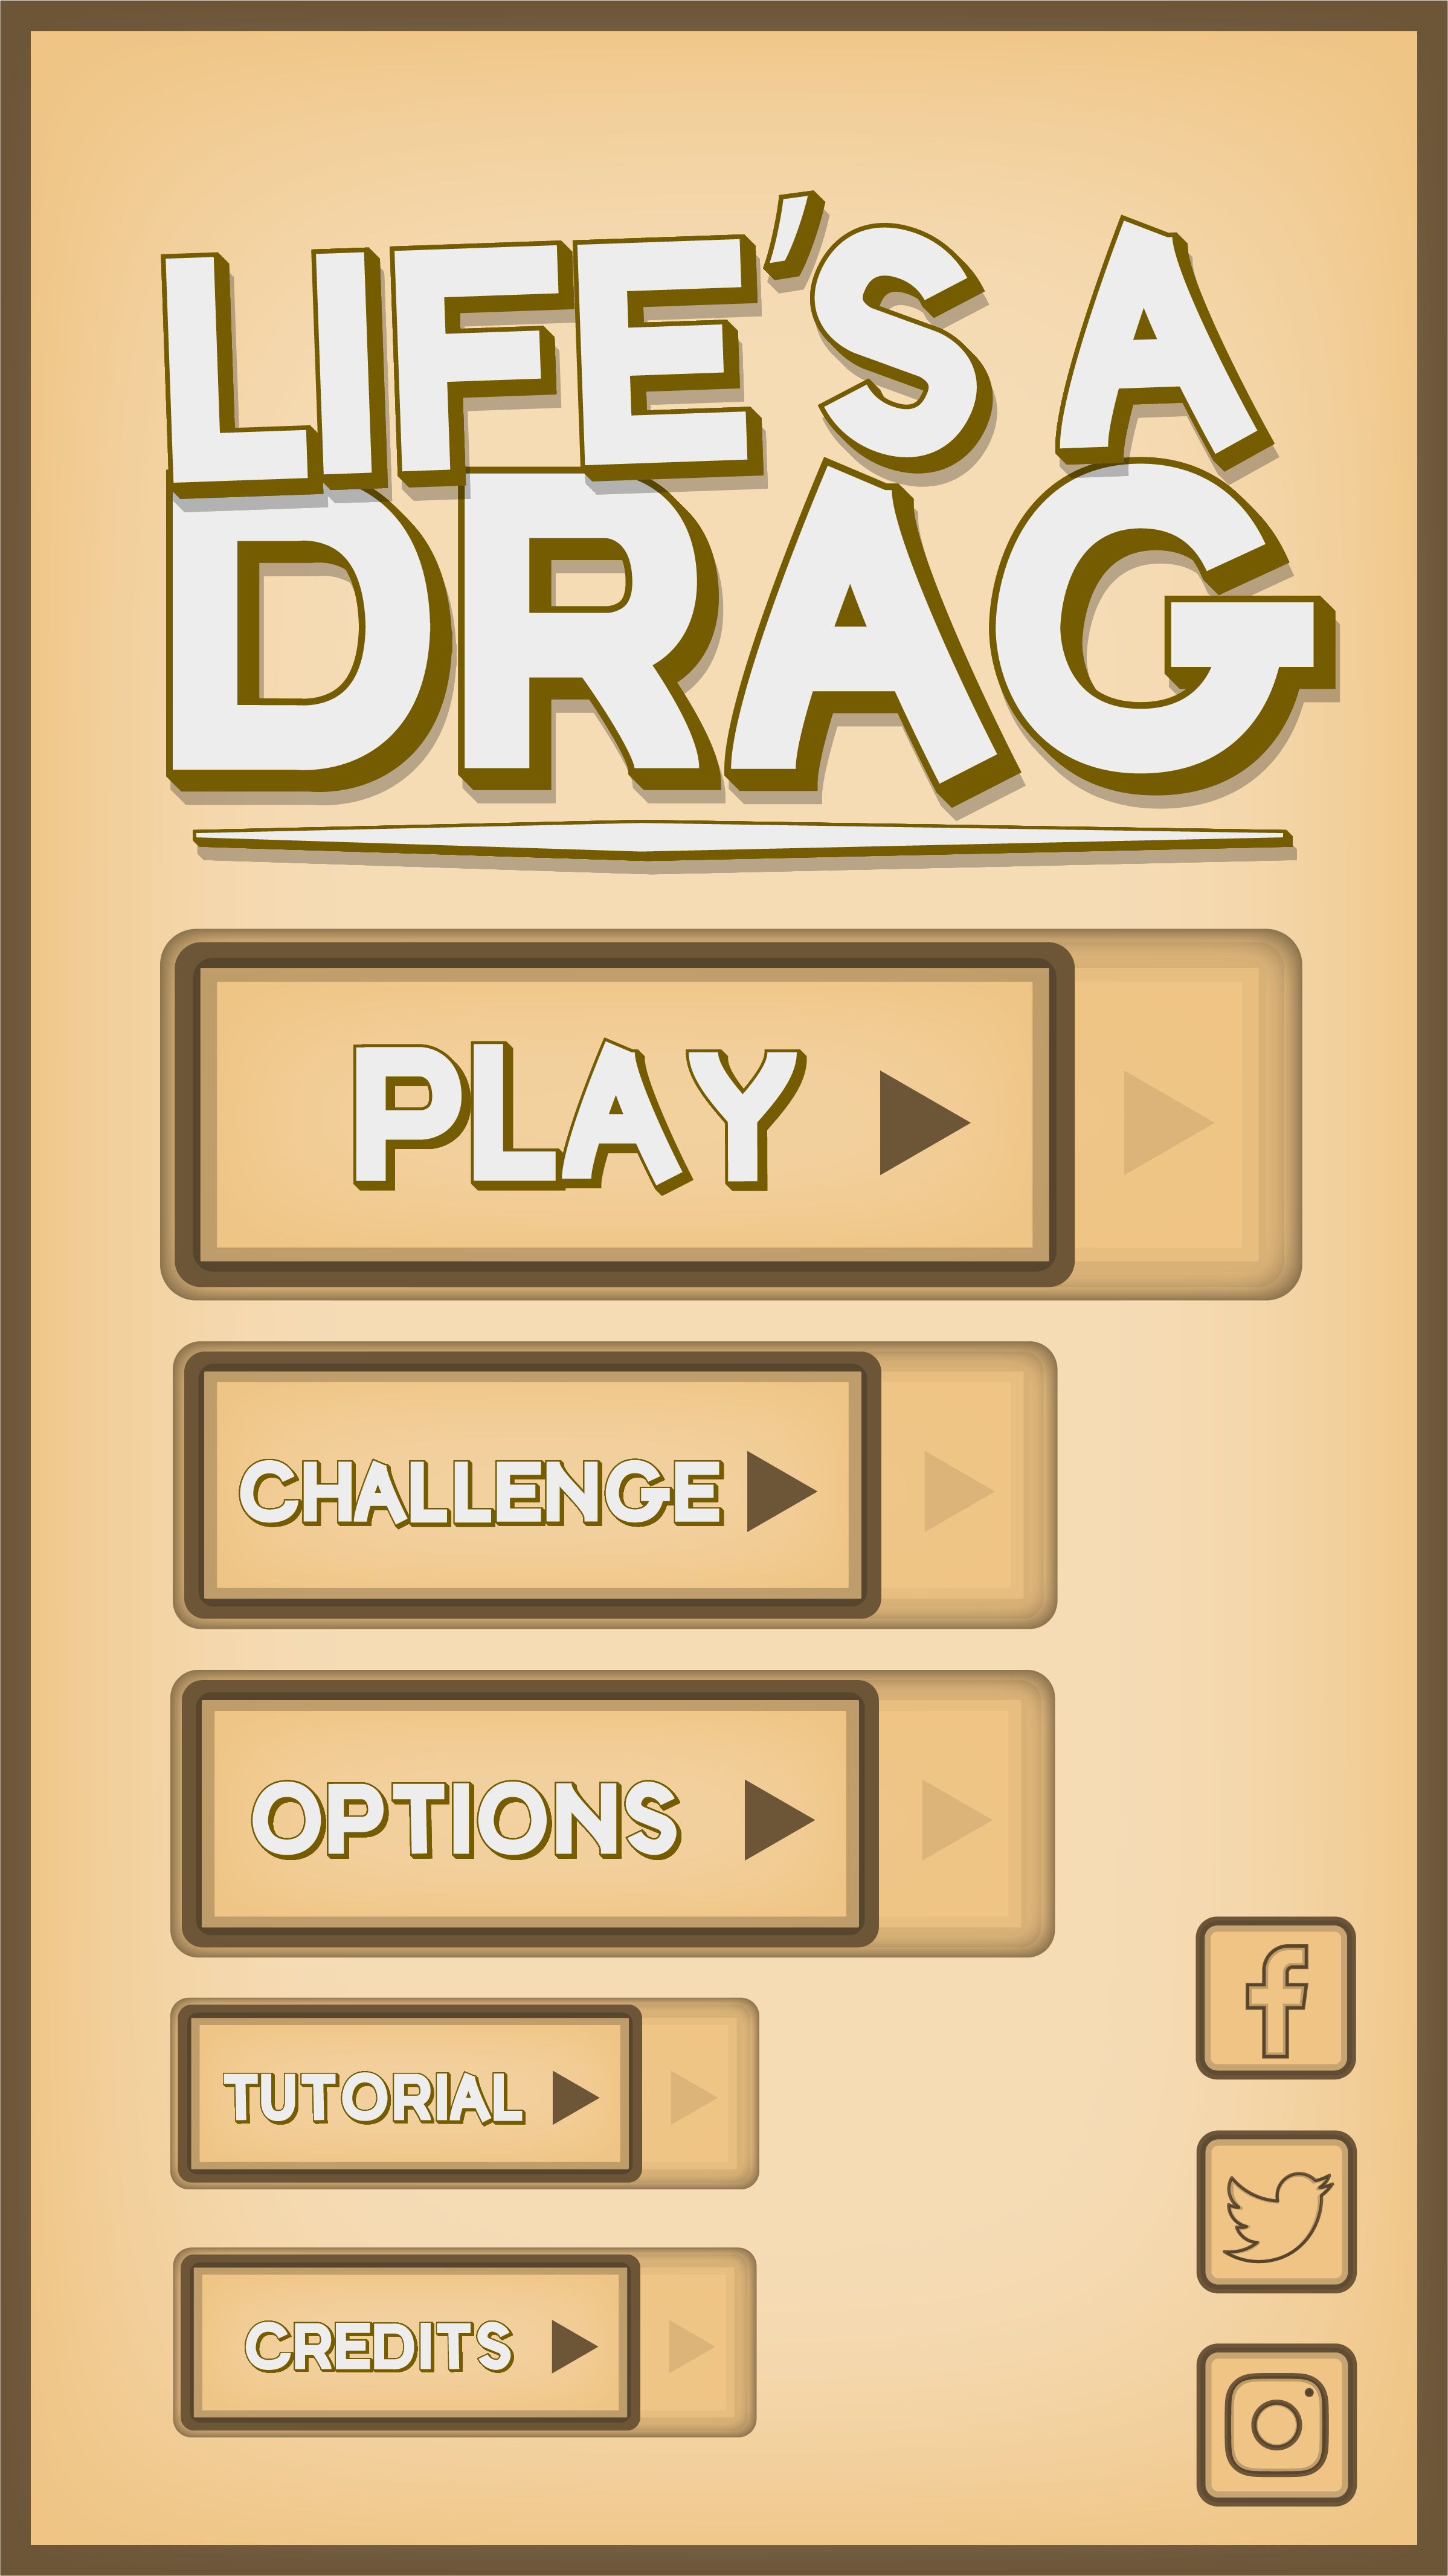 LIFE'S A
DRAG
PLAY
CHALLENGE
OPTIONS
TUTORIAL
CREDITS